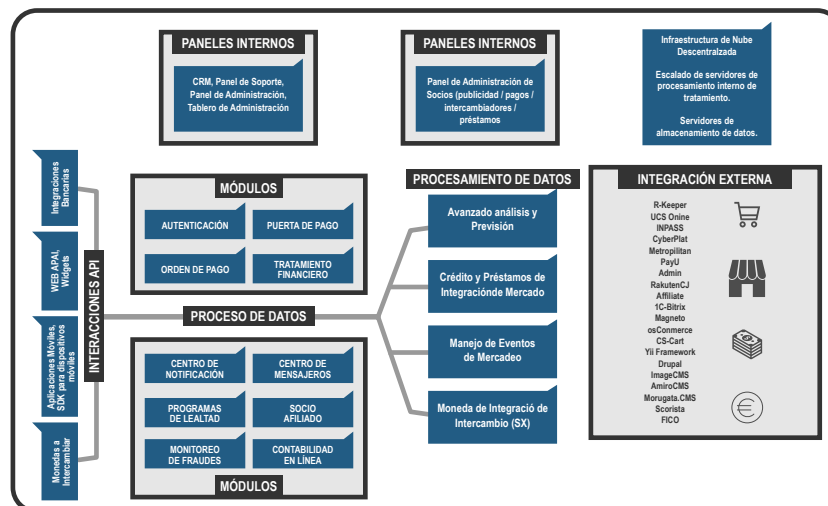 PANELES INTERNOS
CRM, Panel de Soporte,
Panel de Administración,
Tablero de Administración
PANELES INTERNOS
Panel de Administración de
Socios (publicidad / pagos /
intercambiadores /
préstamos
Infraestructura de Nube
Descentralzada
Escalado de servidores de
procesamiento interno de
tratamiento.
Servidores de
almacenamiento de datos.
Integraciones
Bancarías
WEB APAI,
Widgets
Aplicaciones Móviles,
SDK para dispositivos
móviles
Monedas a
Intercambiar
INTERACCIONES API
MÓDULOS
AUTENTICACIÓN
PUERTA DE PAGO
ORDEN DE PAGO
TRATAMIENTO
FINANCIERO
PROCESO DE DATOS
CENTRO DE
NOTIFICACIÓN
CENTRO DE
MENSAJEROS
PROGRAMAS
DE LEALTAD
SOCIO
AFILIADO
MONITOREO
DE FRAUDES
CONTABILIDAD
EN LÍNEA
MÓDULOS
PROCESAMIENTO DE DATOS
Avanzado análisis y
Previsión
Crédito y Préstamos de
Integraciónde Mercado
Manejo de Eventos
de Mercadeo
Moneda de Integració de
Intercambio (SX)
INTEGRACIÓN EXTERNA
R-Keeper
UCS Onine
INPASS
CyberPlat
Metropilitan
PayU
Admin
RakutenCJ
Affiliate
1C-Bitrix
Magneto
osConmerce
CS-Cart
Yii Framework
Drupal
ImageCMS
AmiroCMS
Morugata.CMS
Scorista
FICO